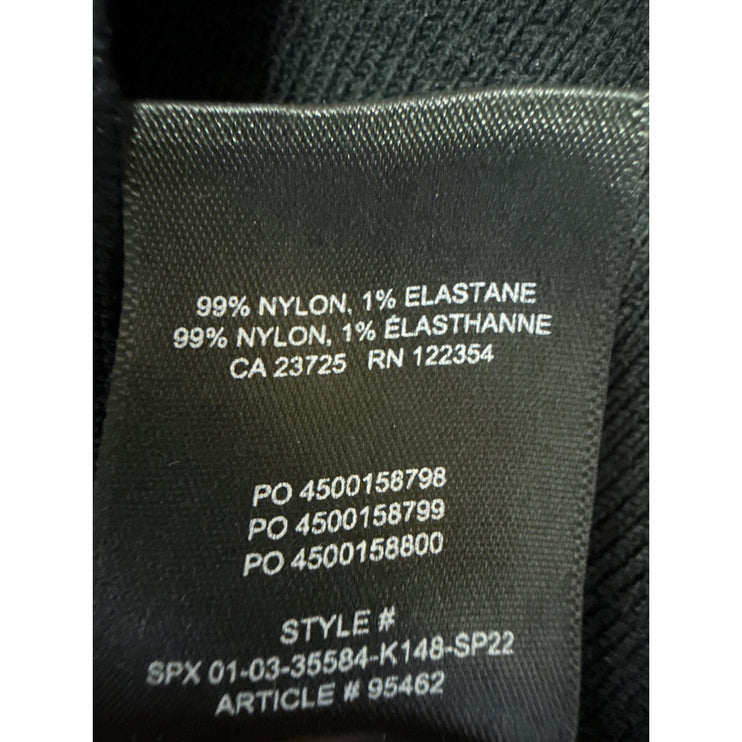 99% NYLON, 1% ELASTANE
99% NYLON, 1% ÉLASTHANNE
CA 23725 RN 122354
PO 4500158798
PO 4500158799
PO 4500158800
STYLE #
SPX 01-03-35584-K148-SP22
ARTICLE # 95462